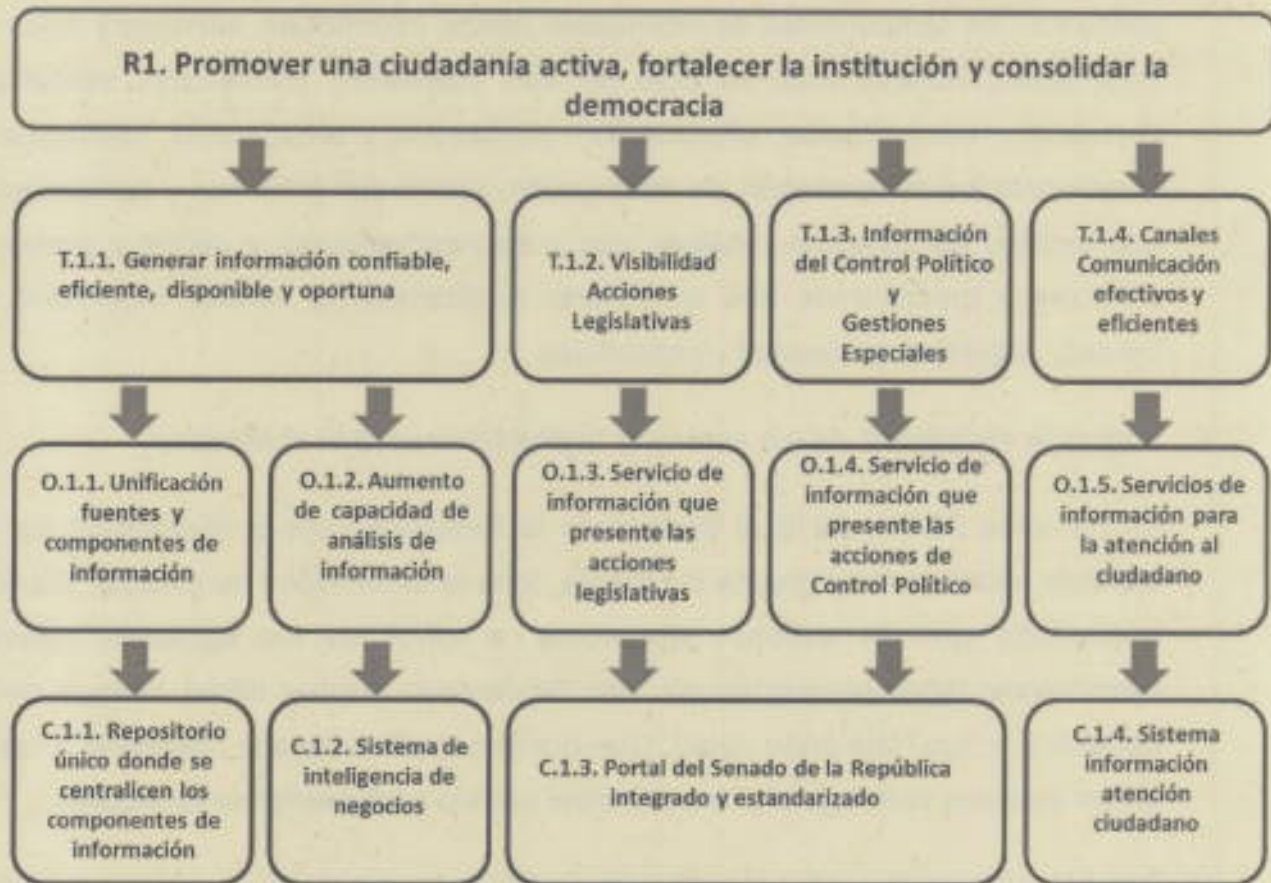 R1. Promover una ciudadanía activa, fortalecer la institución y consolidar la
democracia
T.1.1. Generar información confiable,
eficiente, disponible y oportuna
T.1.2. Visibilidad
Acciones
Legislativas
T.1.3. Información
del Control Político
y
Gestiones
Especiales
T.1.4. Canales
Comunicación
efectivos y
eficientes
O.1.1. Unificación
fuentes y
componentes de
información
O.1.2. Aumento
de capacidad de
análisis de
información
O.1.3. Servicio de
información que
presente las
acciones
legislativas
O.1.4. Servicio de
información que
presente las
acciones de
Control Político
O.1.5. Servicios de
información para
la atención al
ciudadano
C.1.1. Repositorio
único donde se
centralicen los
componentes de
información
C.1.2. Sistema de
inteligencia de
negocios
C.1.3. Portal del Senado de la República
integrado y estandarizado
C.1.4. Sistema
información
atención
ciudadano